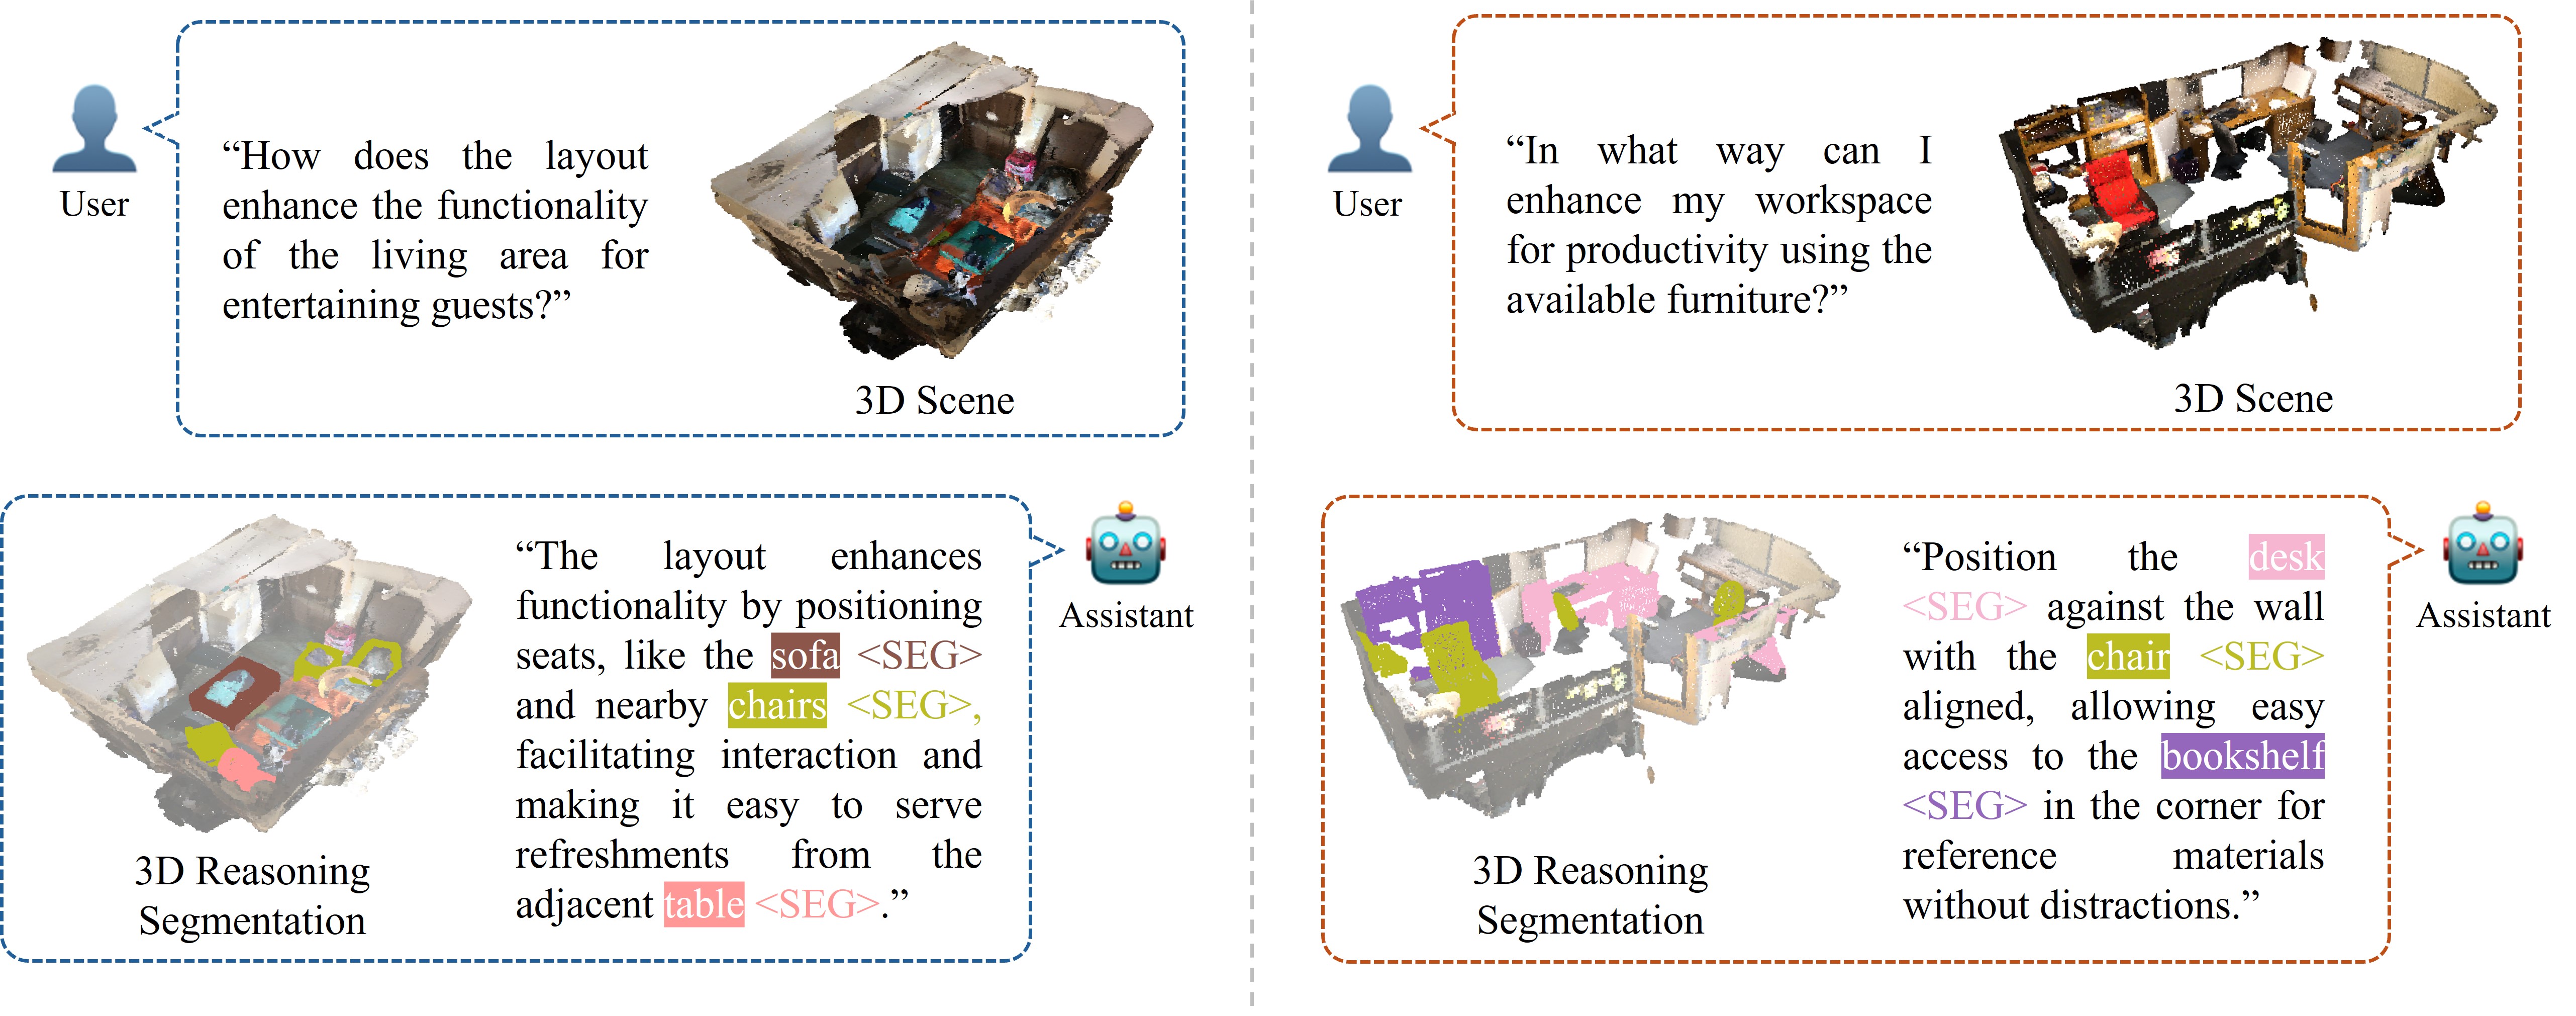 “How does the layout
enhance the functionality
of the living area for
entertaining guests?”
User
3D Scene
3D Reasoning
Segmentation
“The layout enhances
functionality by positioning
seats, like the sofa <SEG>
and nearby chairs <SEG>,
facilitating interaction and
making it easy to serve
refreshments from the
adjacent table <SEG>.”
Assistant
“In what way can I
enhance my workspace
for productivity using the
available furniture?”
User
3D Scene
3D Reasoning
Segmentation
“Position the desk
<SEG> against the wall
with the chair <SEG>
aligned, allowing easy
access to the bookshelf
<SEG> in the corner for
reference materials
without distractions.”
Assistant